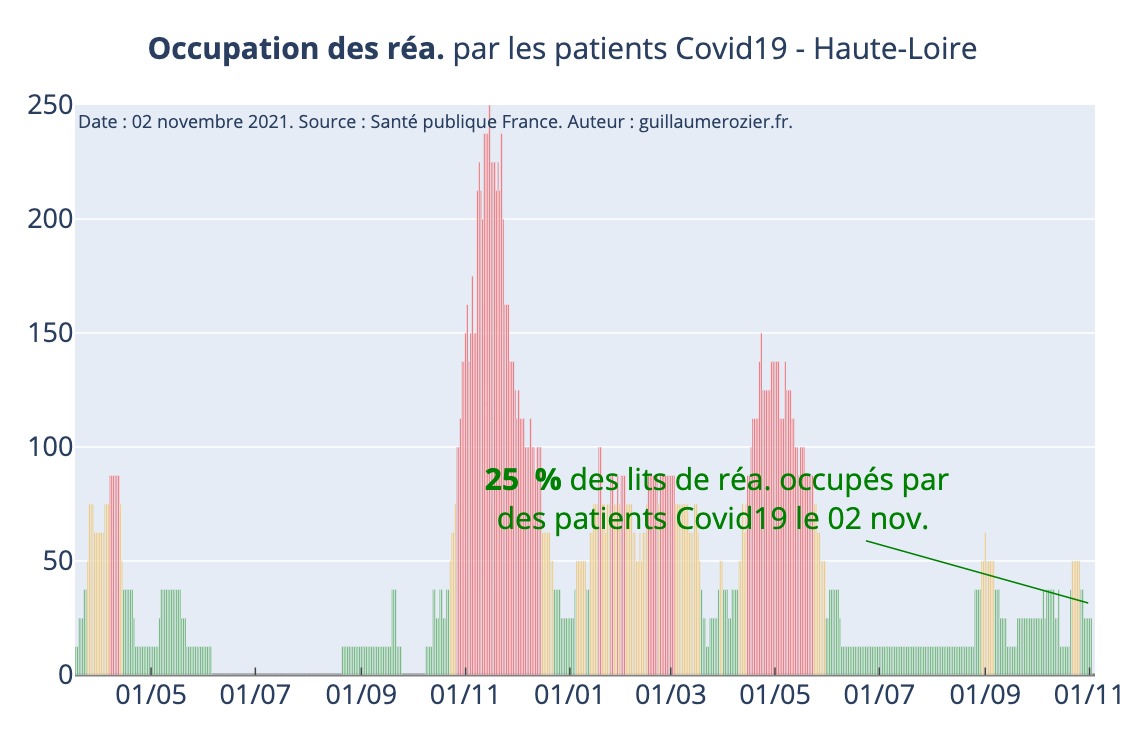 Occupation des réa. par les patients Covid19 - Haute-Loire
250
Date : 02 novembre 2021. Source : Santé publique France. Auteur : guillaumerozier.fr.
200
150
100
25 % des lits de réa. occupés par
des patients Covid19 le 02 nov.
50
0
01/05 01/07 01/09 01/11 01/01 01/03 01/05 01/07 01/09 01/11